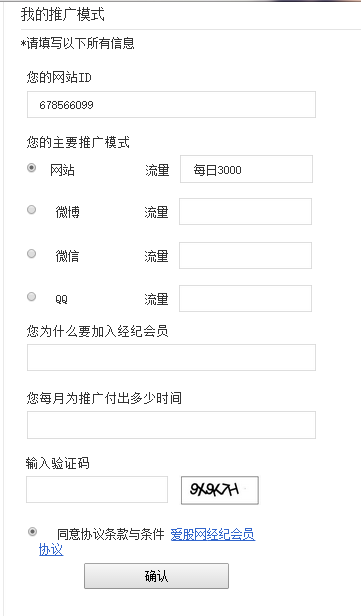 我的推广模式
*请填写以下所有信息
您的网站ID
678566099
您的主要推广模式
网站 流量 每日3000
微博 流量
微信 流量
QQ 流量
您为什么要加入经纪会员
您每月为推广付出多少时间
输入验证码
9X9K7H
同意协议条款与条件 爱股网经纪会员
协议
确认